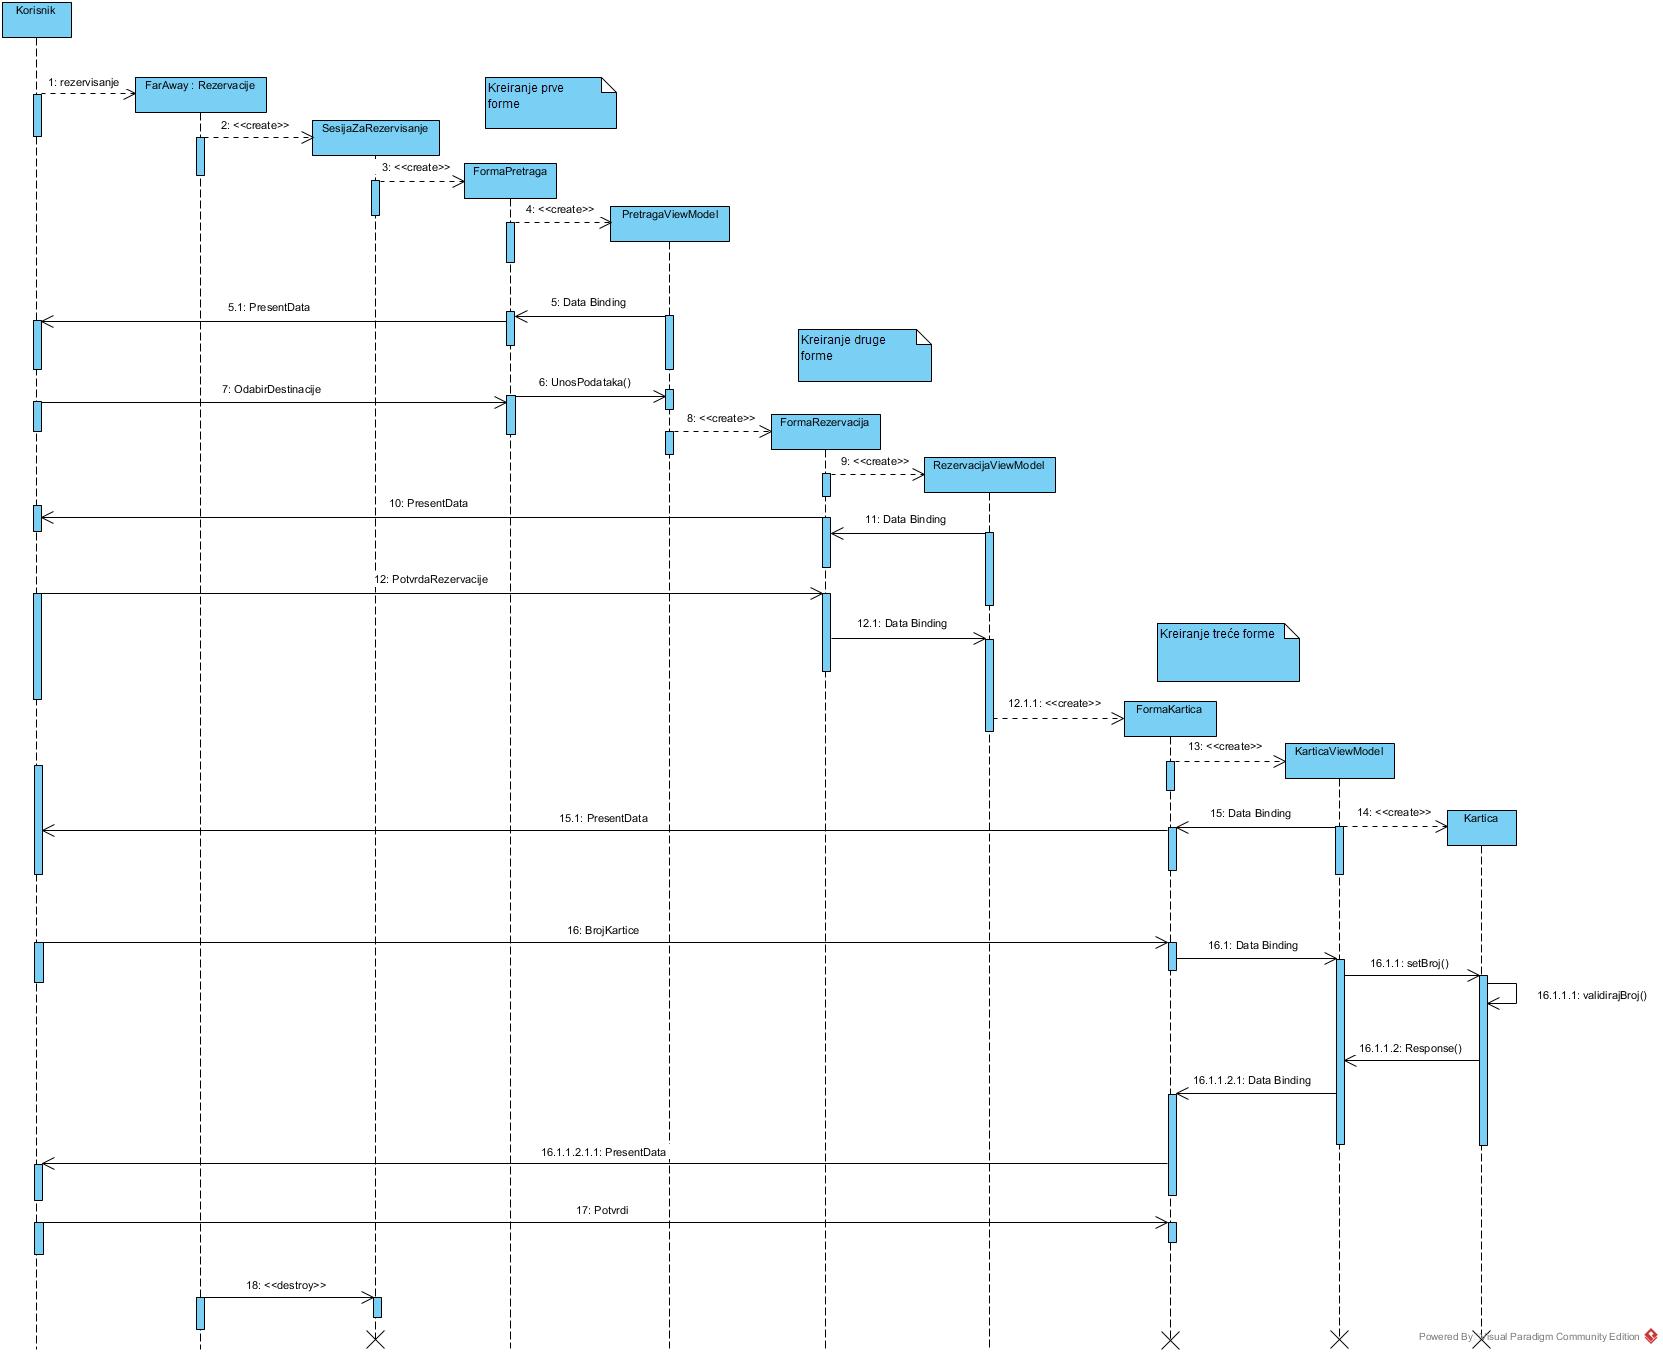 Korisnik
1: rezervisanje
FarAway : Rezervacije
Kreiranje prve
forme
2: <<create>>
SesijaZaRezervisanje
3: <<create>>
FormaPretraga
4: <<create>>
PretragaViewModel
5: Data Binding
5.1: PresentData
Kreiranje druge
forme
6: UnosPodataka()
7: OdabirDestinacije
8: <<create>>
FormaRezervacija
9: <<create>>
RezervacijaViewModel
10: PresentData
11: Data Binding
12: PotvrdaRezervacije
12.1: Data Binding
Kreiranje treće forme
12.1.1: <<create>>
FormaKartica
13: <<create>>
KarticaViewModel
14: <<create>>
Kartica
15: Data Binding
15.1: PresentData
16: BrojKartice
16.1: Data Binding
16.1.1: setBroj()
16.1.1.1: validirajBroj()
16.1.1.2: Response()
16.1.1.2.1: Data Binding
16.1.1.2.1.1: PresentData
17: Potvrdi
18: <<destroy>>
Powered By Visual Paradigm Community Edition